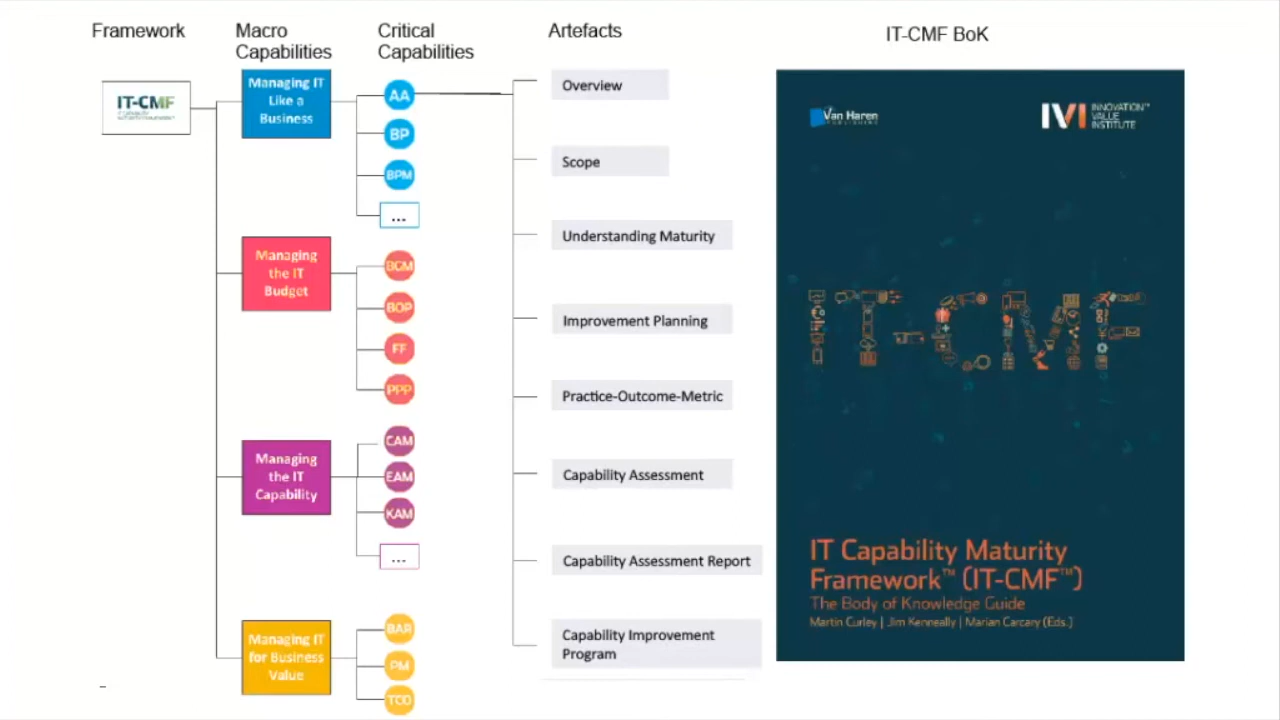 Framework
Macro
Capabilities
Critical
Capabilities
Artefacts
IT-CMF BoK
IT-CMF
Managing IT
Like a
Business
AA
BP
BPM
...
Managing
the IT
Budget
BGM
BOP
FF
PPP
Managing
the IT
Capability
CAM
EAM
KAM
...
Managing IT
for Business
Value
BAR
PM
TCO
Overview
Scope
Understanding Maturity
Improvement Planning
Practice-Outcome-Metric
Capability Assessment
Capability Assessment Report
Capability Improvement
Program
Van Haren
PUBLISHING
IVI INNOVATION™
VALUE
INSTITUTE
IT-CMF
IT Capability Maturity
Framework™ (IT-CMF™)
The Body of Knowledge Guide
Martin Curley | Jim Kenneally | Marian Carcary (Eds.)